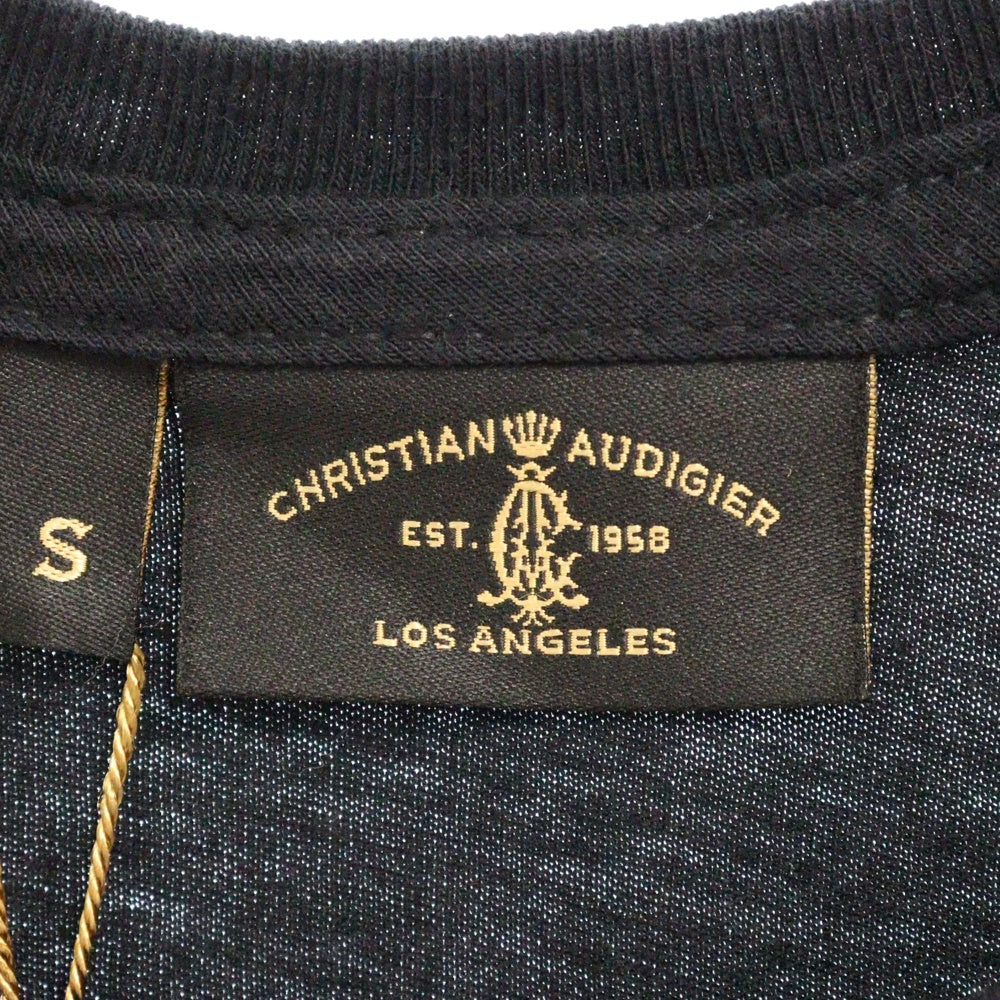 CHRISTIAN AUDIGIER
EST. 1958
LOS ANGELES
S